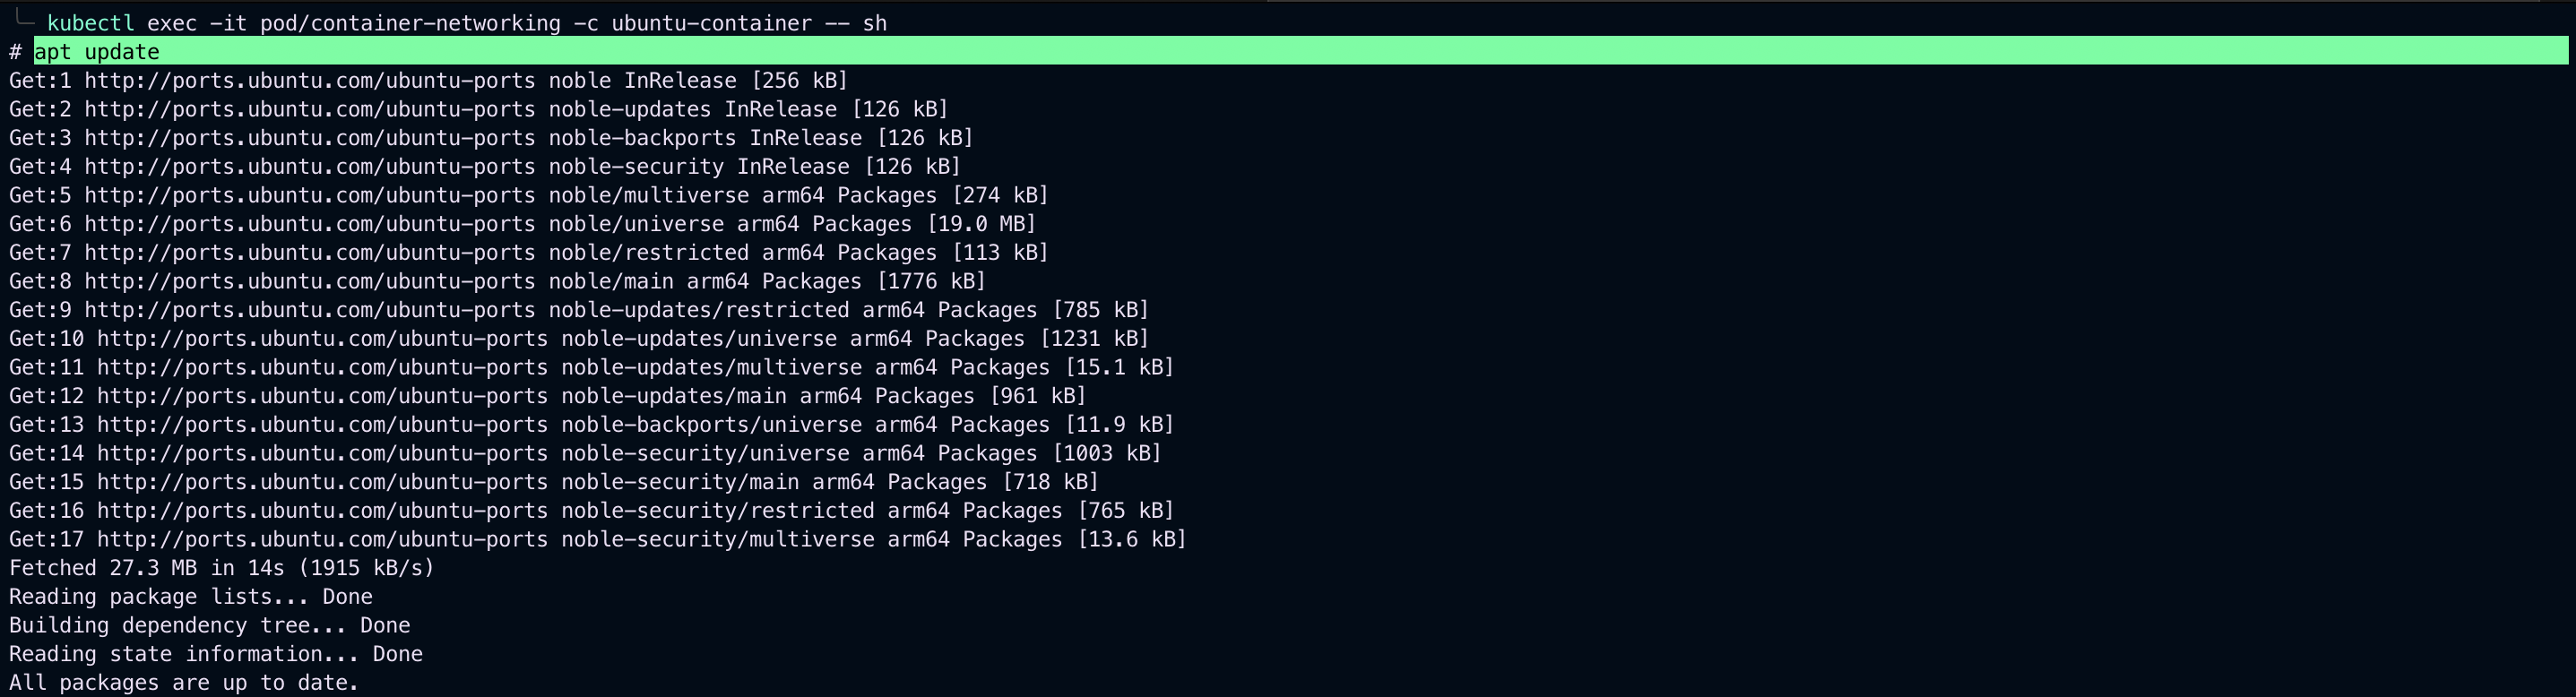 kubectl exec -it pod/container-networking -c ubuntu-container -- sh
# apt update
Get:1 http://ports.ubuntu.com/ubuntu-ports noble InRelease [256 kB]
Get:2 http://ports.ubuntu.com/ubuntu-ports noble-updates InRelease [126 kB]
Get:3 http://ports.ubuntu.com/ubuntu-ports noble-backports InRelease [126 kB]
Get:4 http://ports.ubuntu.com/ubuntu-ports noble-security InRelease [126 kB]
Get:5 http://ports.ubuntu.com/ubuntu-ports noble/multiverse arm64 Packages [274 kB]
Get:6 http://ports.ubuntu.com/ubuntu-ports noble/universe arm64 Packages [19.0 MB]
Get:7 http://ports.ubuntu.com/ubuntu-ports noble/restricted arm64 Packages [113 kB]
Get:8 http://ports.ubuntu.com/ubuntu-ports noble/main arm64 Packages [1776 kB]
Get:9 http://ports.ubuntu.com/ubuntu-ports noble-updates/restricted arm64 Packages [785 kB]
Get:10 http://ports.ubuntu.com/ubuntu-ports noble-updates/universe arm64 Packages [1231 kB]
Get:11 http://ports.ubuntu.com/ubuntu-ports noble-updates/multiverse arm64 Packages [15.1 kB]
Get:12 http://ports.ubuntu.com/ubuntu-ports noble-updates/main arm64 Packages [961 kB]
Get:13 http://ports.ubuntu.com/ubuntu-ports noble-backports/universe arm64 Packages [11.9 kB]
Get:14 http://ports.ubuntu.com/ubuntu-ports noble-security/universe arm64 Packages [1003 kB]
Get:15 http://ports.ubuntu.com/ubuntu-ports noble-security/main arm64 Packages [718 kB]
Get:16 http://ports.ubuntu.com/ubuntu-ports noble-security/restricted arm64 Packages [765 kB]
Get:17 http://ports.ubuntu.com/ubuntu-ports noble-security/multiverse arm64 Packages [13.6 kB]
Fetched 27.3 MB in 14s (1915 kB/s)
Reading package lists... Done
Building dependency tree... Done
Reading state information... Done
All packages are up to date.